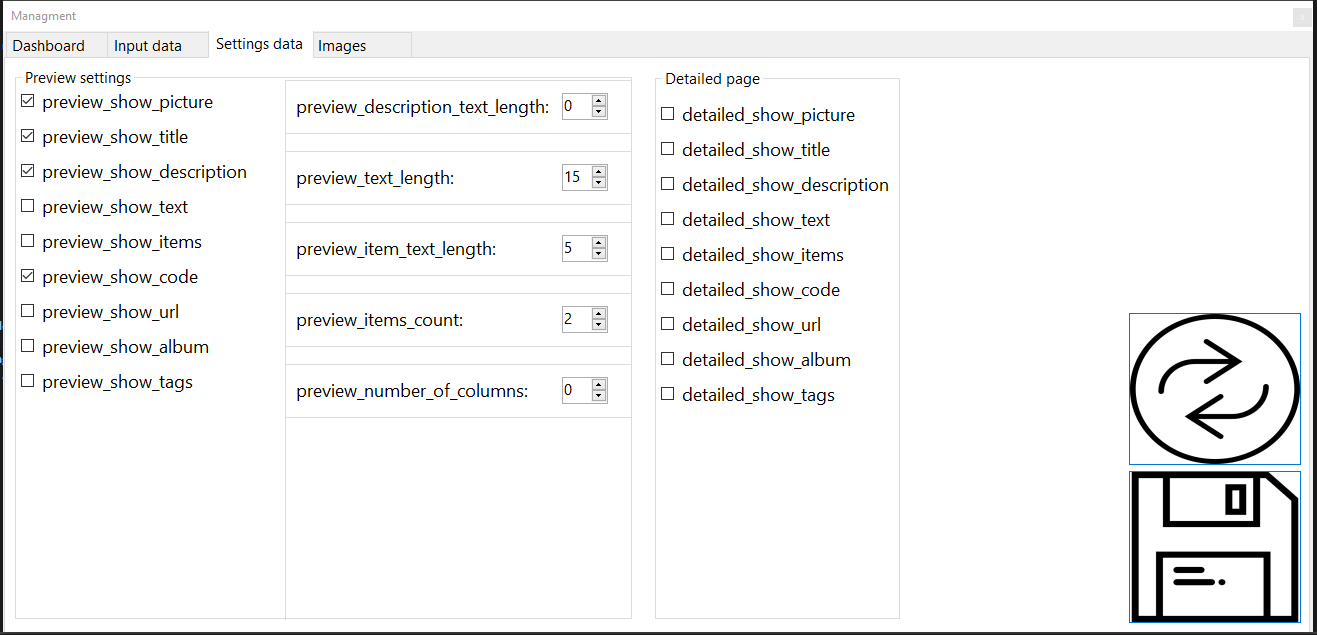 Managment
Dashboard
Input data
Settings data
Images
Preview settings
preview_show_picture
preview_show_title
preview_show_description
preview_show_text
preview_show_items
preview_show_code
preview_show_url
preview_show_album
preview_show_tags
preview_description_text_length: 0
preview_text_length: 15
preview_item_text_length: 5
preview_items_count: 2
preview_number_of_columns: 0
Detailed page
detailed_show_picture
detailed_show_title
detailed_show_description
detailed_show_text
detailed_show_items
detailed_show_code
detailed_show_url
detailed_show_album
detailed_show_tags